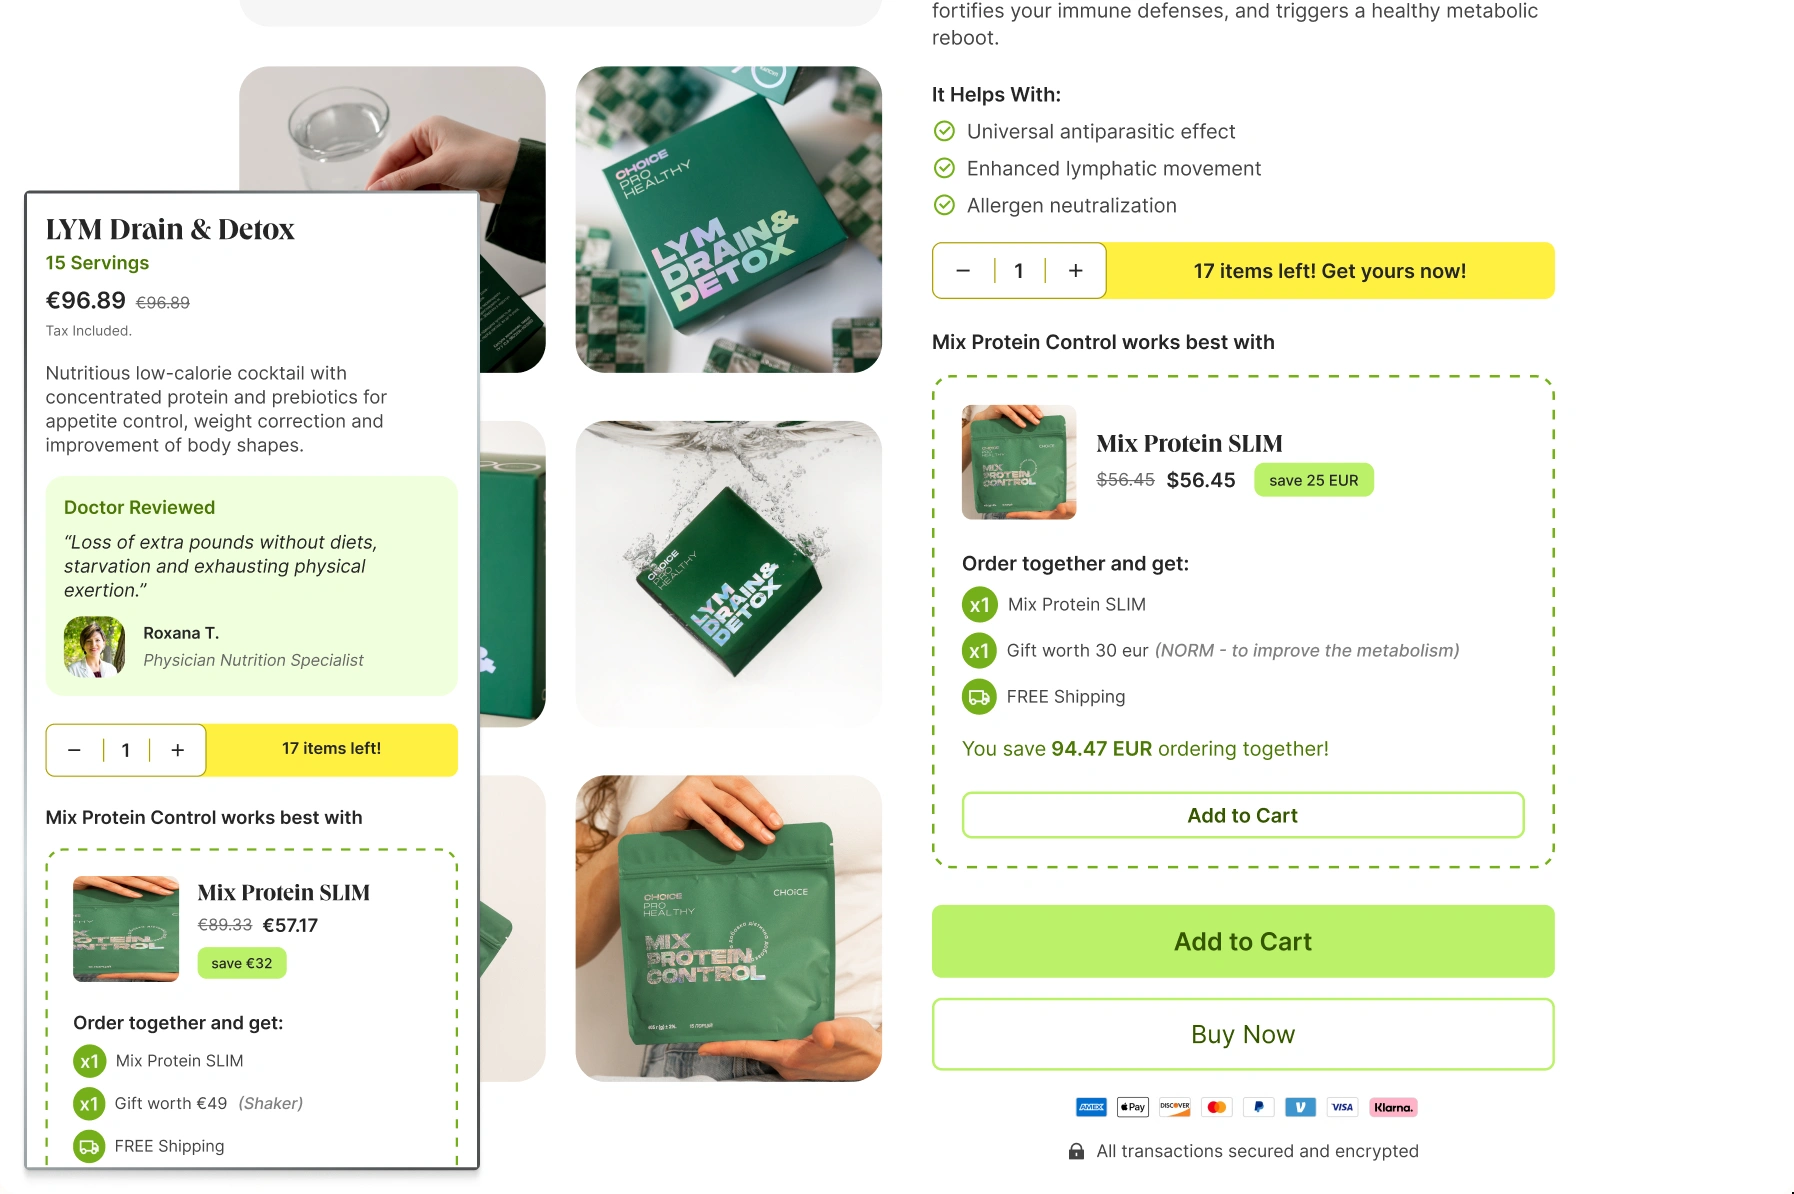 fortifies your immune defenses, and triggers a healthy metabolic
reboot.
It Helps With:
Universal antiparasitic effect
Enhanced lymphatic movement
Allergen neutralization
− 1 +
17 items left! Get yours now!
Mix Protein Control works best with
Mix Protein SLIM
$56.45 $56.45 save 25 EUR
Order together and get:
x1 Mix Protein SLIM
x1 Gift worth 30 eur (NORM - to improve the metabolism)
FREE Shipping
You save 94.47 EUR ordering together!
Add to Cart
Add to Cart
Buy Now
AMEX
Pay
DISCOVER
VISA
Klarna.
All transactions secured and encrypted
LYM Drain & Detox
15 Servings
€96.89 €96.89
Tax Included.
Nutritious low-calorie cocktail with
concentrated protein and prebiotics for
appetite control, weight correction and
improvement of body shapes.
Doctor Reviewed
“Loss of extra pounds without diets,
starvation and exhausting physical
exertion.”
Roxana T.
Physician Nutrition Specialist
− 1 +
17 items left!
Mix Protein Control works best with
Mix Protein SLIM
€89.33 €57.17
save €32
Order together and get:
x1 Mix Protein SLIM
x1 Gift worth €49 (Shaker)
FREE Shipping
CHOICE
PRO
HEALTHY
LYM
DRAIN&
DETOX
CHOICE
PRO
HEALTHY
LYM
DRAIN&
DETOX
CHOICE
PRO
HEALTHY
CHOICE
MIX
PROTEIN
CONTROL